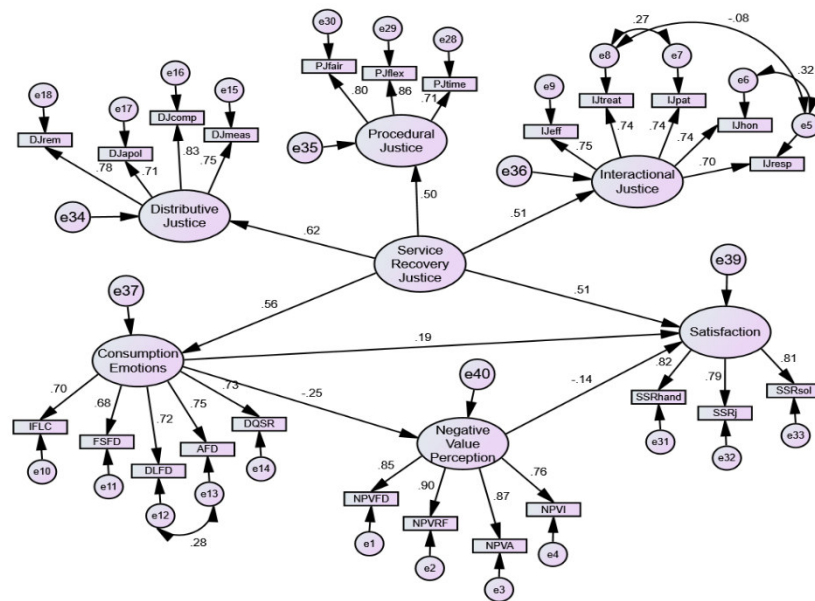 e30
e29
e28
.27
-.08
e8
e7
e18
e16
PJfair
PJflex
PJtime
e6
.32
e17
e15
.80
.86
.71
e9
IJtreat
IJpat
e5
DJrem
DJcomp
IJeff
IJhon
DJapol
DJmeas
e35
Procedural
Justice
.74
.74
.74
IJresp
.78
.71
.83
.75
.75
.70
e36
Interactional
Justice
e34
Distributive
Justice
.50
.62
.51
Service
Recovery
Justice
e39
e37
.56
.51
Satisfaction
Consumption
Emotions
.19
e40
.82
.79
.81
.70
.68
.72
.75
.73
-.25
-.14
SSRhand
SSRj
SSRsol
IFLC
FSFD
DLFD
AFD
DQSR
Negative
Value
Perception
e31
e32
e33
e10
e11
e12
e13
e14
.85
.90
.87
.76
NPVFD
NPVRF
NPVA
NPVI
.28
e1
e2
e3
e4